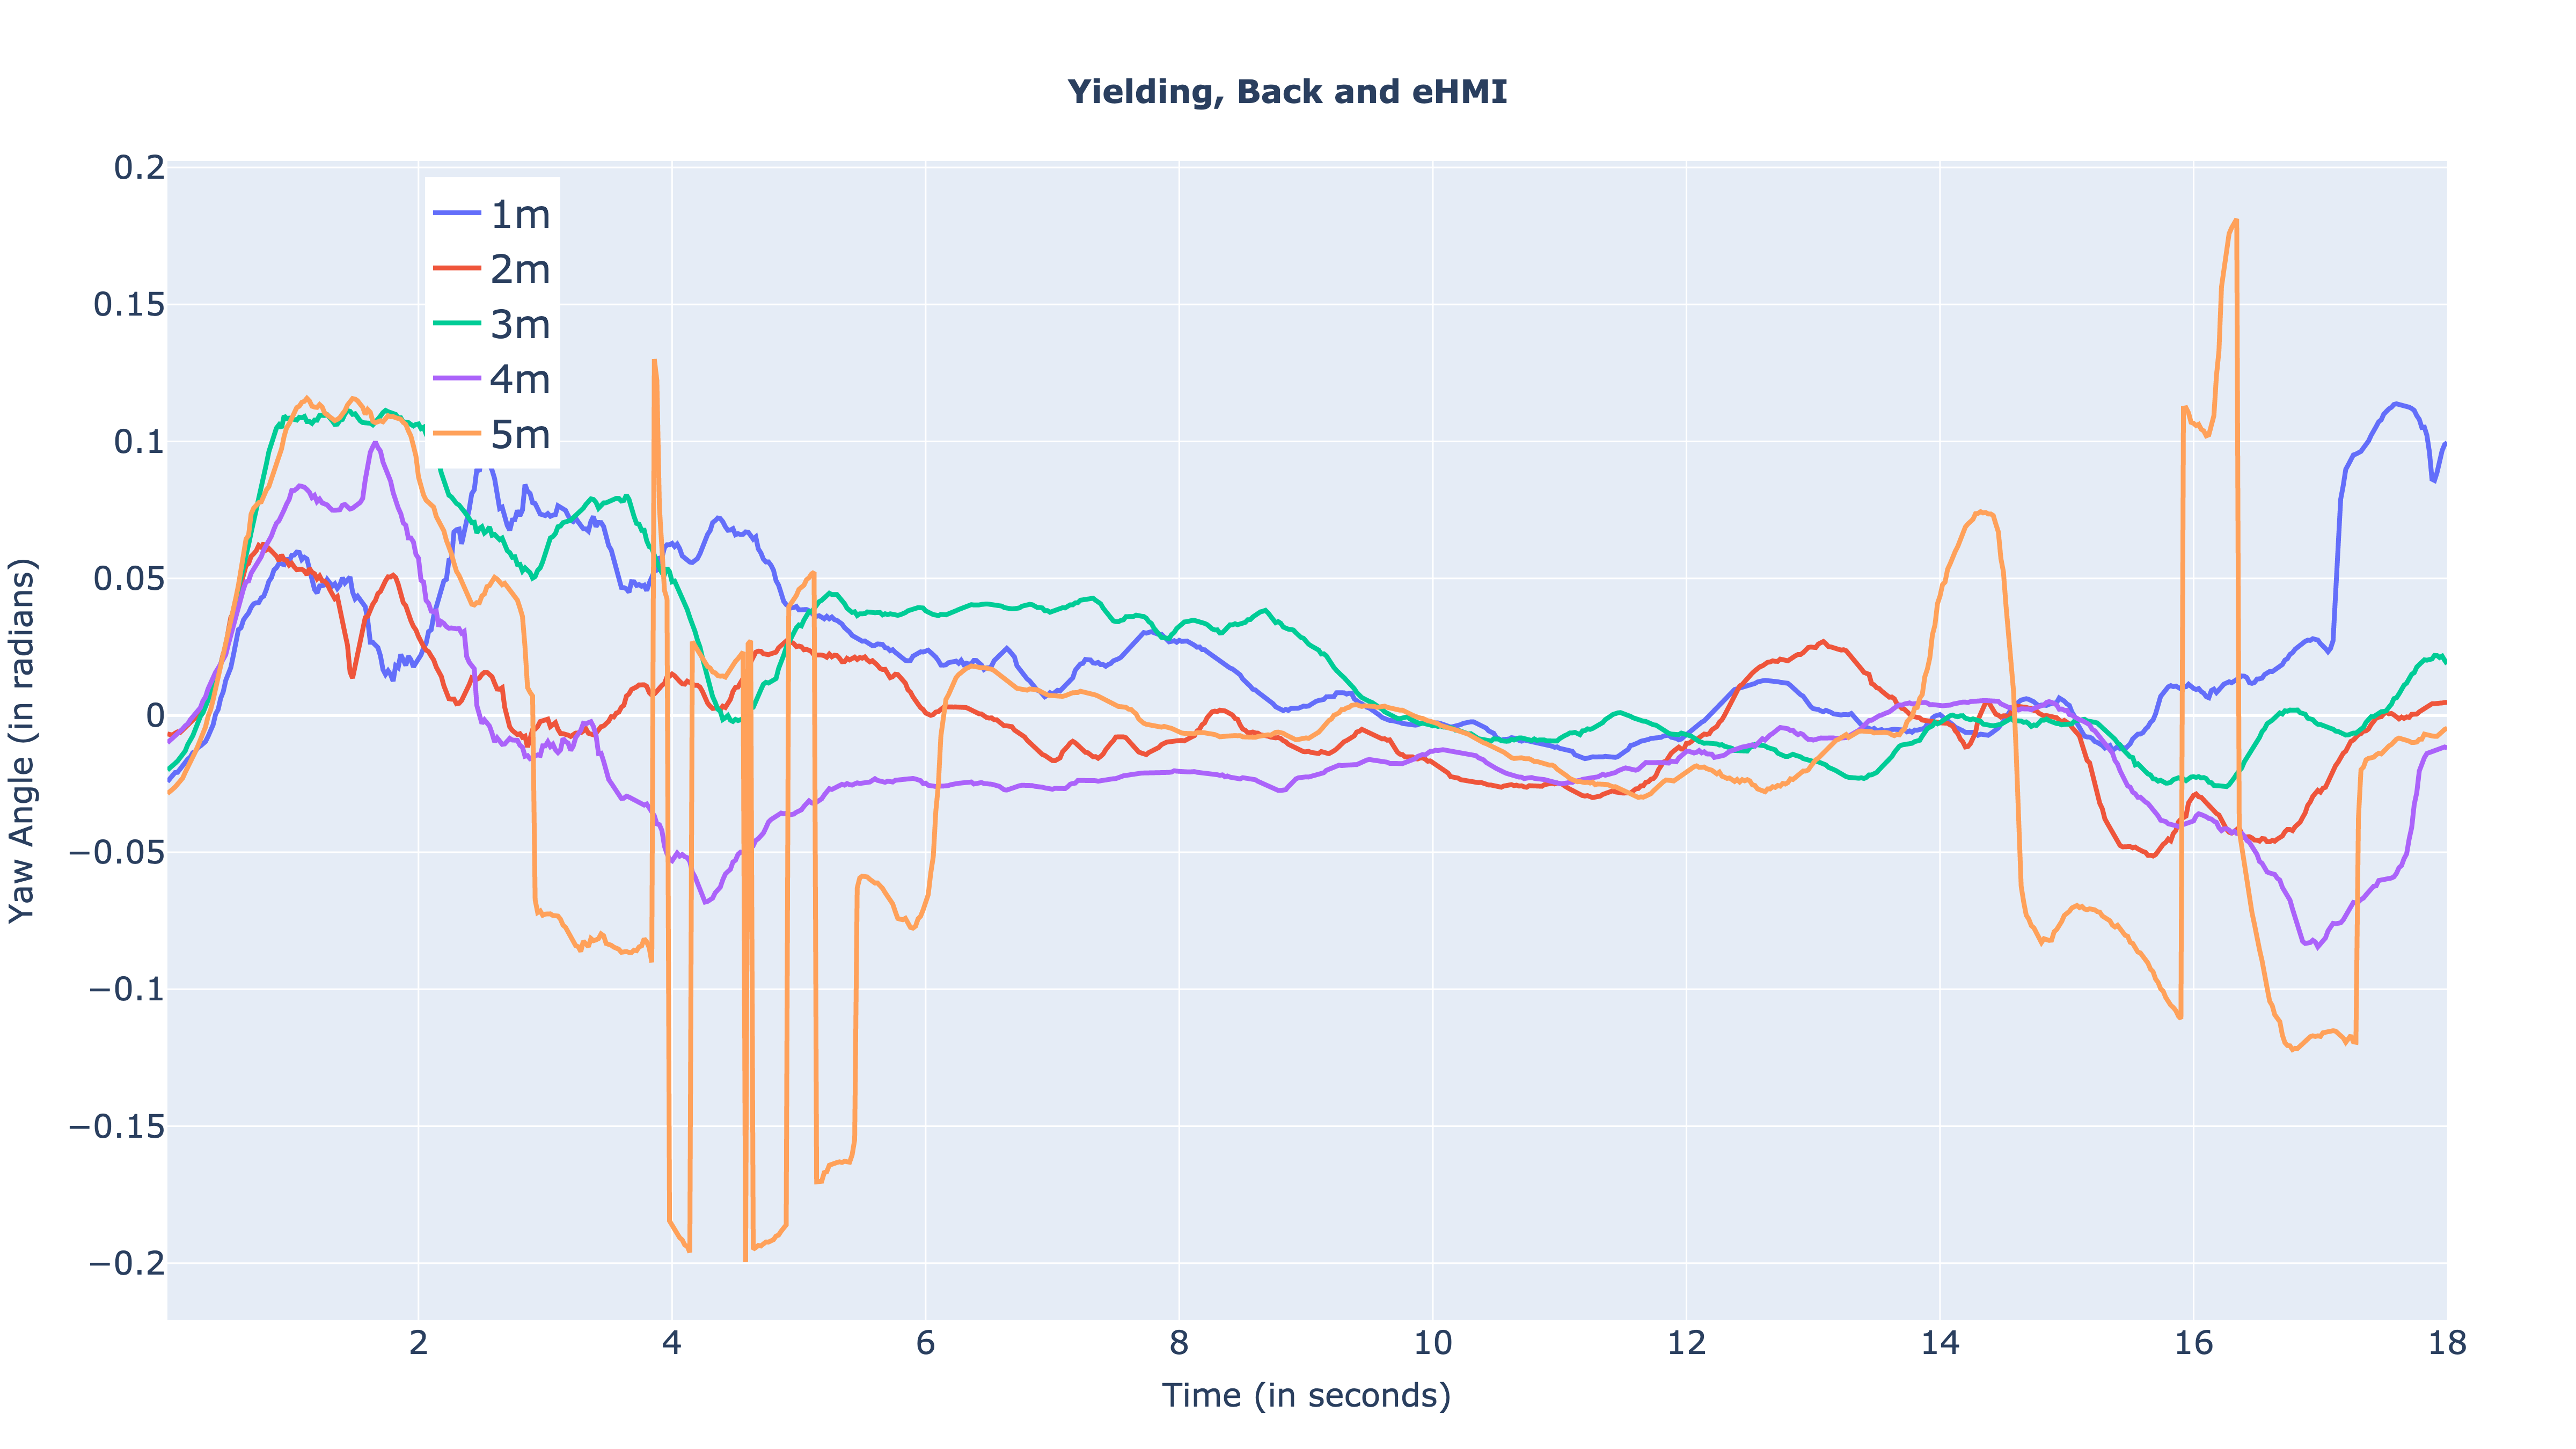 Yielding, Back and eHMI
0.2
0.15
0.1
0.05
0
−0.05
−0.1
−0.15
−0.2
Yaw Angle (in radians)
1m
2m
3m
4m
5m
2
4
6
8
10
12
14
16
18
Time (in seconds)